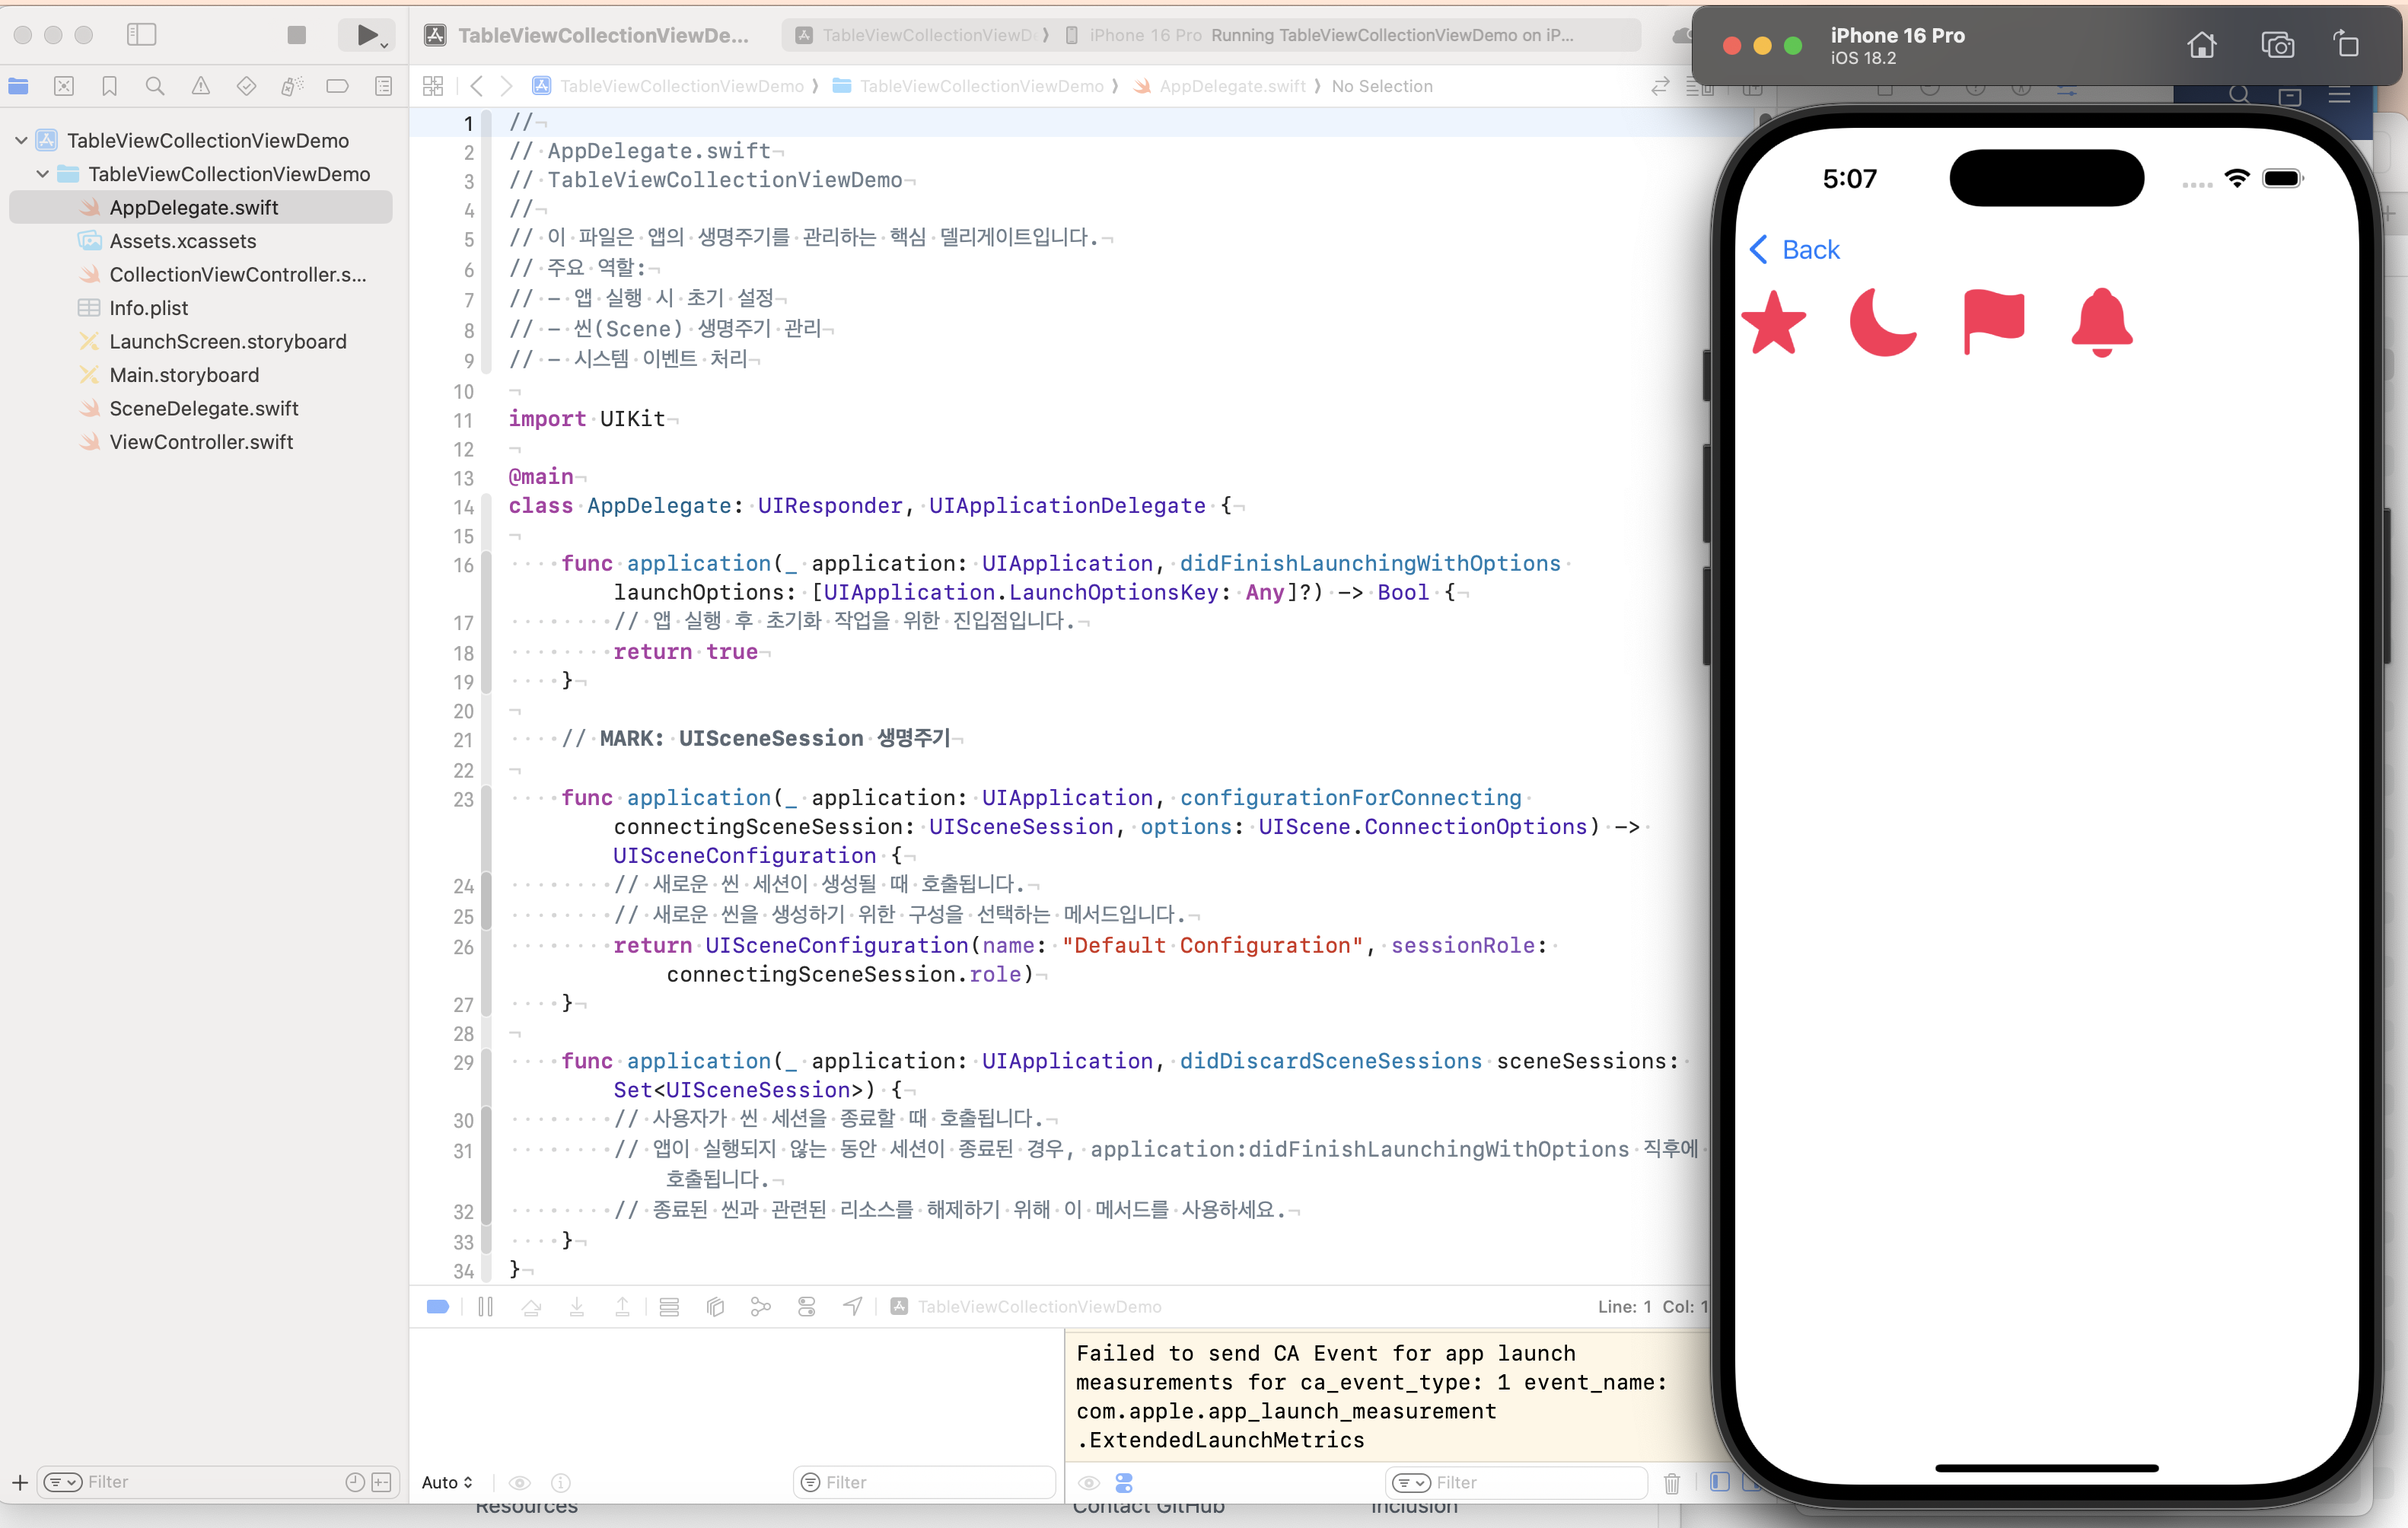 TableViewCollectionViewDe...
TableViewCollectionViewD
iPhone 16 Pro
Running TableViewCollectionViewDemo on iP...
iPhone 16 Pro
iOS 18.2
TableViewCollectionViewDemo
TableViewCollectionViewDemo
AppDelegate.swift
No Selection
TableViewCollectionViewDemo
TableViewCollectionViewDemo
AppDelegate.swift
Assets.xcassets
CollectionViewController.s...
Info.plist
LaunchScreen.storyboard
Main.storyboard
SceneDelegate.swift
ViewController.swift
1 //
2 // AppDelegate.swift
3 // TableViewCollectionViewDemo
4 //
5 // 이 파일은 앱의 생명주기를 관리하는 핵심 델리게이트입니다.
6 // 주요 역할:
7 // - 앱 실행 시 초기 설정
8 // - 씬(Scene) 생명주기 관리
9 // - 시스템 이벤트 처리
10
11 import UIKit
12
13 @main
14 class AppDelegate: UIResponder, UIApplicationDelegate {
15
16 func application(_ application: UIApplication, didFinishLaunchingWithOptions
launchOptions: [UIApplication.LaunchOptionsKey: Any]?) -> Bool {
17 // 앱 실행 후 초기화 작업을 위한 진입점입니다.
18 return true
19 }
20
21 // MARK: UISceneSession 생명주기
22
23 func application(_ application: UIApplication, configurationForConnecting
connectingSceneSession: UISceneSession, options: UIScene.ConnectionOptions) ->
UISceneConfiguration {
24 // 새로운 씬 세션이 생성될 때 호출됩니다.
25 // 새로운 씬을 생성하기 위한 구성을 선택하는 메서드입니다.
26 return UISceneConfiguration(name: "Default Configuration", sessionRole:
connectingSceneSession.role)
27 }
28
29 func application(_ application: UIApplication, didDiscardSceneSessions sceneSessions:
Set<UISceneSession>) {
30 // 사용자가 씬 세션을 종료할 때 호출됩니다.
31 // 앱이 실행되지 않는 동안 세션이 종료된 경우, application:didFinishLaunchingWithOptions 직후에
호출됩니다.
32 // 종료된 씬과 관련된 리소스를 해제하기 위해 이 메서드를 사용하세요.
33 }
34 }
5:07
Back
TableViewCollectionViewDemo
Line: 1 Col: 1
Failed to send CA Event for app launch
measurements for ca_event_type: 1 event_name:
com.apple.app_launch_measurement
.ExtendedLaunchMetrics
Filter
Auto
Filter
Filter
Resources
Contact GitHub
Inclusion